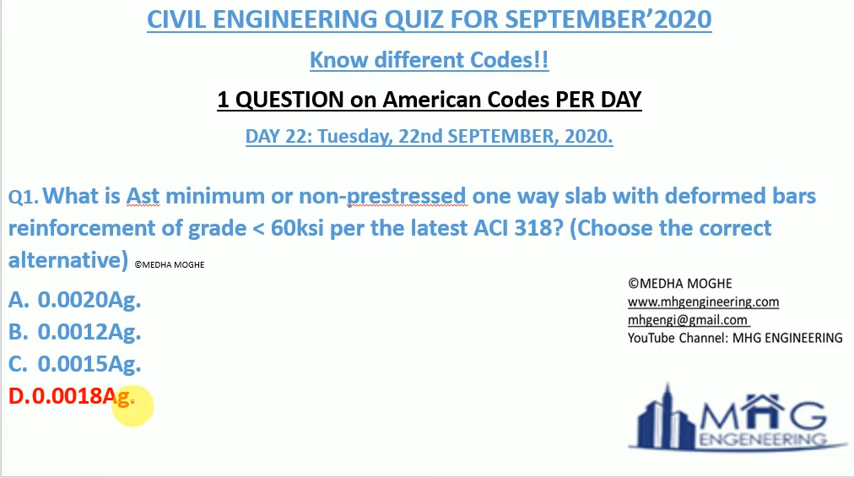 CIVIL ENGINEERING QUIZ FOR SEPTEMBER’2020
Know different Codes!!
1 QUESTION on American Codes PER DAY
DAY 22: Tuesday, 22nd SEPTEMBER, 2020.
Q1. What is Ast minimum or non-prestressed one way slab with deformed bars
reinforcement of grade < 60ksi per the latest ACI 318? (Choose the correct
alternative) ©MEDHA MOGHE
A. 0.0020Ag.
B. 0.0012Ag.
C. 0.0015Ag.
D.0.0018Ag.
©MEDHA MOGHE
www.mhgengineering.com
mhgengi@gmail.com
YouTube Channel: MHG ENGINEERING
MHG
ENGENEERING